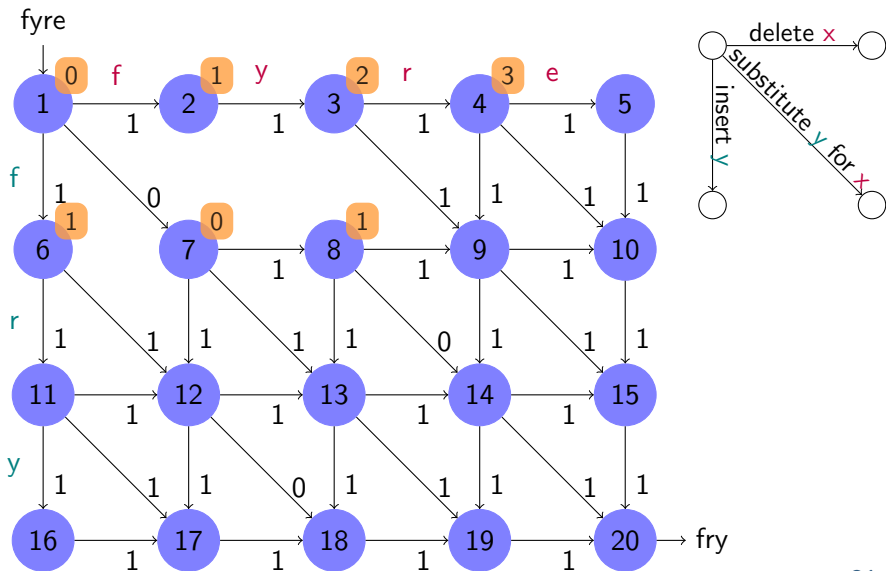 fyre
0 f 1 y 2 r 3 e
1 2 3 4 5
1 1 1 1
f 1 0 1 1 1 1
1 0 1
6 7 8 9 10
1 1 1
r 1 1 1 1 1 0 1 1 1
11 12 13 14 15
1 1 1 1
y 1 1 1 0 1 1 1 1 1
16 17 18 19 20 fry
1 1 1 1
delete x
substitute y for x
insert y